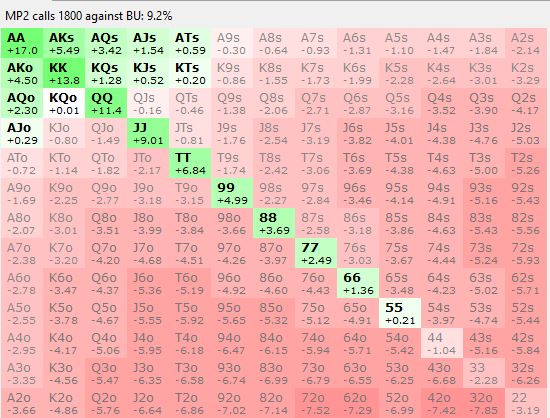 MP2 calls 1800 against BU: 9.2%
AA AKs AQs AJs ATs A9s A8s A7s A6s A5s A4s A3s A2s
+17.0 +5.49 +3.42 +1.54 +0.59 -0.30 -0.64 -0.93 -1.31 -1.10 -1.47 -1.84 -2.14
AKo KK KQs KJs KTs K9s K8s K7s K6s K5s K4s K3s K2s
+4.50 +13.8 +1.28 +0.52 +0.20 -0.86 -1.55 -1.73 -1.99 -2.28 -2.64 -3.01 -3.29
AQo KQo QQ QJs QTs Q9s Q8s Q7s Q6s Q5s Q4s Q3s Q2s
+2.30 +0.01 +11.4 -0.16 -0.46 -1.38 -2.06 -2.71 -2.87 -3.16 -3.52 -3.90 -4.17
AJo KJo QJo JJ JTs J9s J8s J7s J6s J5s J4s J3s J2s
+0.29 -0.80 -1.49 +9.01 -0.81 -1.76 -2.54 -3.19 -3.82 -4.01 -4.38 -4.76 -5.03
ATo KTo QTo JTo TT T9s T8s T7s T6s T5s T4s T3s T2s
-0.72 -1.14 -1.82 -2.17 +6.84 -1.74 -2.42 -3.06 -3.69 -4.38 -4.63 -5.00 -5.26
A9o K9o Q9o J9o T9o 99 98s 97s 96s 95s 94s 93s 92s
-1.69 -2.25 -2.77 -3.18 -3.15 +4.99 -2.27 -2.84 -3.46 -4.14 -4.91 -5.16 -5.43
A8o K8o Q8o J8o T8o 98o 88 87s 86s 85s 84s 83s 82s
-2.07 -3.01 -3.51 -3.99 -3.84 -3.66 +3.69 -2.58 -3.18 -3.86 -4.63 -5.43 -5.55
A7o K7o Q7o J7o T7o 97o 87o 77 76s 75s 74s 73s 72s
-2.38 -3.20 -4.20 -4.68 -4.51 -4.26 -3.97 +2.49 -3.03 -3.67 -4.44 -5.24 -5.93
A6o K6o Q6o J6o T6o 96o 86o 76o 66 65s 64s 63s 62s
-2.78 -3.47 -4.37 -5.36 -5.19 -4.92 -4.60 -4.43 +1.36 -3.48 -4.23 -5.02 -5.71
A5o K5o Q5o J5o T5o 95o 85o 75o 65o 55 54s 53s 52s
-2.55 -3.78 -4.67 -5.55 -5.92 -5.65 -5.32 -5.12 -4.91 +0.21 -3.97 -4.74 -5.44
A4o K4o Q4o J4o T4o 94o 84o 74o 64o 54o 44 43s 42s
-2.95 -4.17 -5.06 -5.95 -6.18 -6.47 -6.15 -5.94 -5.71 -5.42 -1.04 -5.16 -5.84
A3o K3o Q3o J3o T3o 93o 83o 73o 63o 53o 43o 33 32s
-3.35 -4.56 -5.47 -6.35 -6.58 -6.74 -6.99 -6.79 -6.55 -6.25 -6.68 -2.28 -6.26
A2o K2o Q2o J2o T2o 92o 82o 72o 62o 52o 42o 32o 22
-3.66 -4.86 -5.76 -6.64 -6.86 -7.02 -7.14 -7.52 -7.29 -6.99 -7.42 -7.85 -3.19